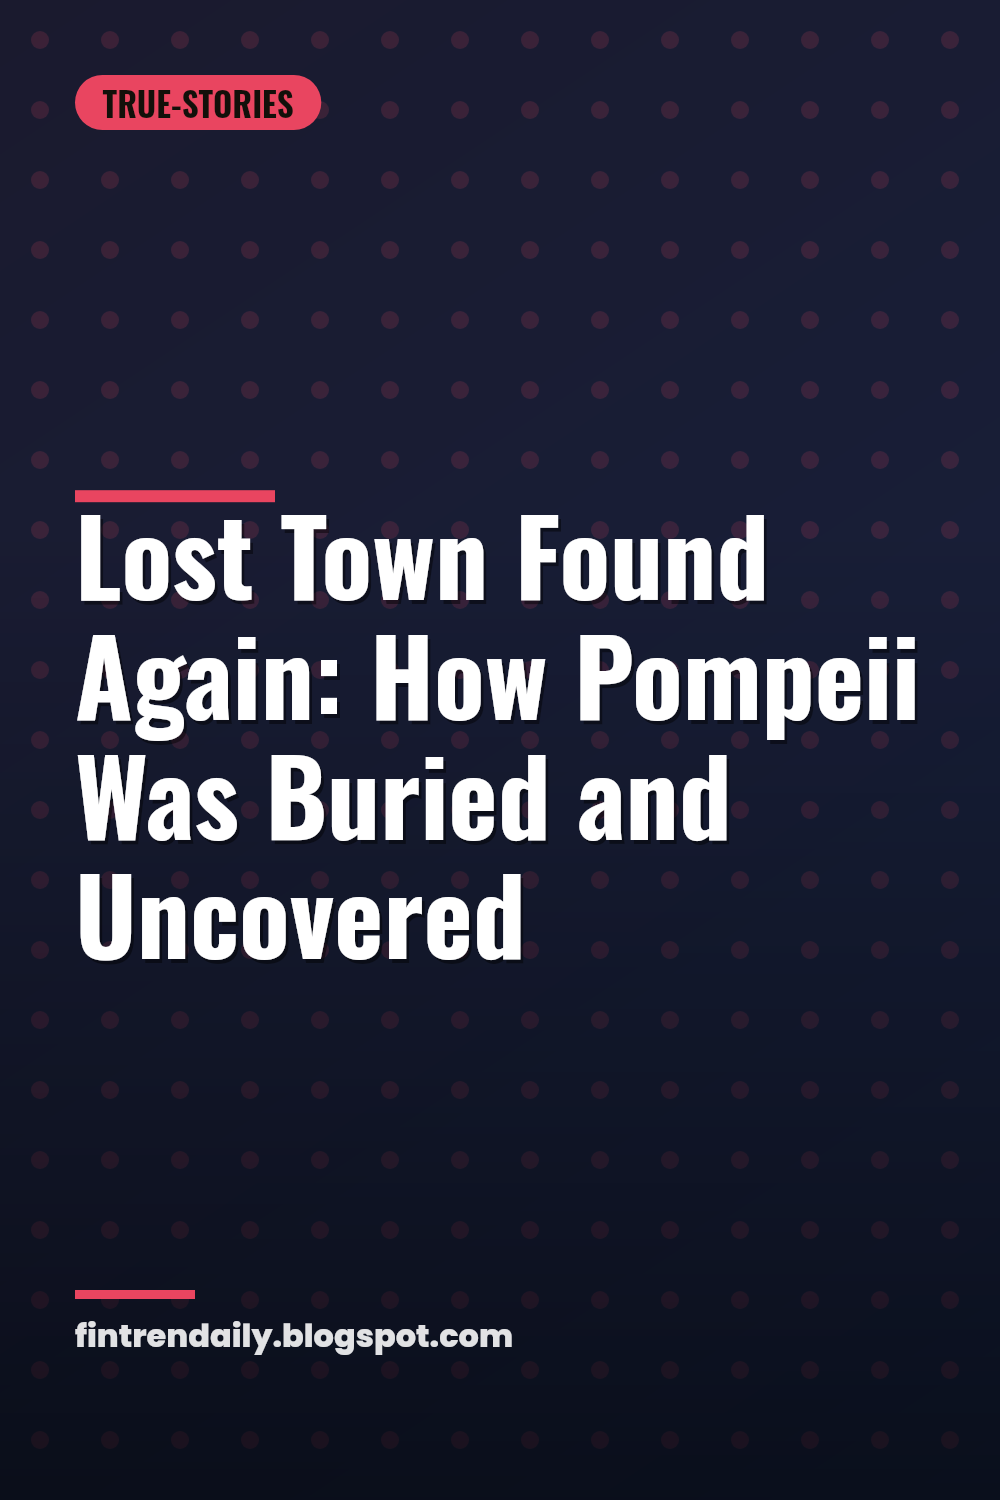 TRUE-STORIES
Lost Town Found
Again: How Pompeii
Was Buried and
Uncovered
fintrendaily.blogspot.com